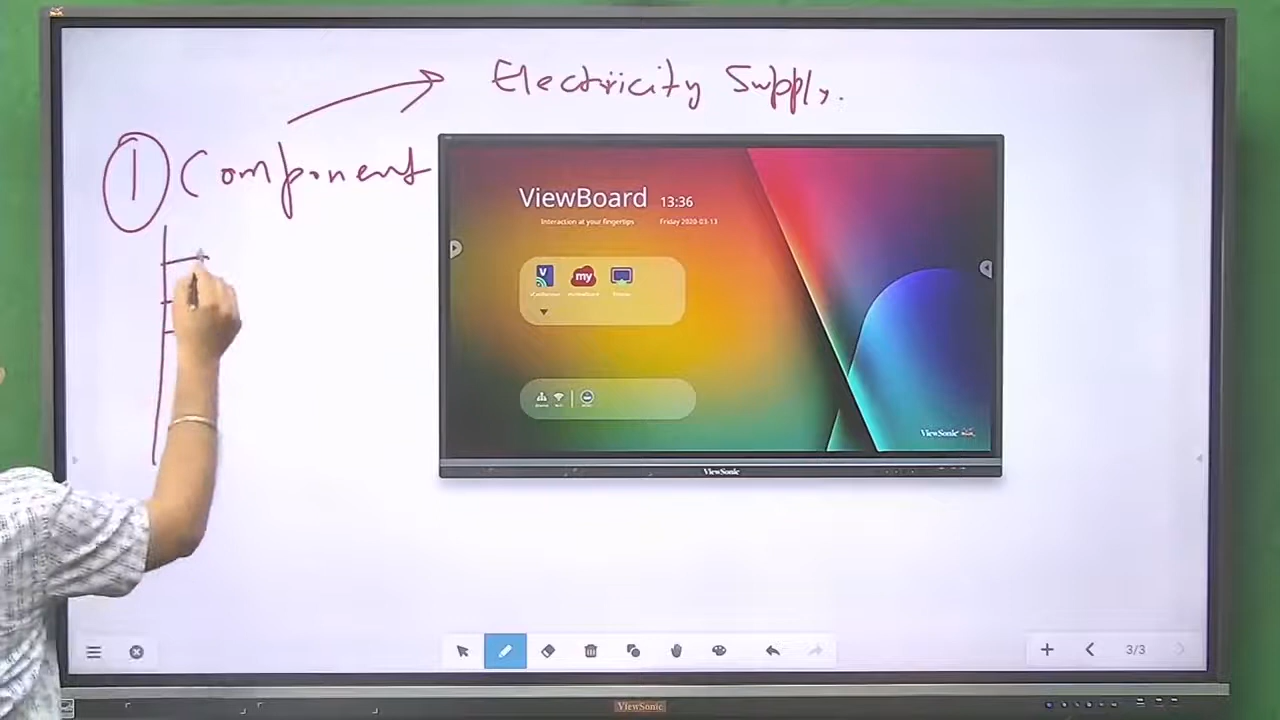 Electricity Supply.
① Component
ViewBoard 13:36
Interaction at your fingertips Friday 2020-03-13
V my
ViewSonic
ViewSonic
3/3
ViewSonic